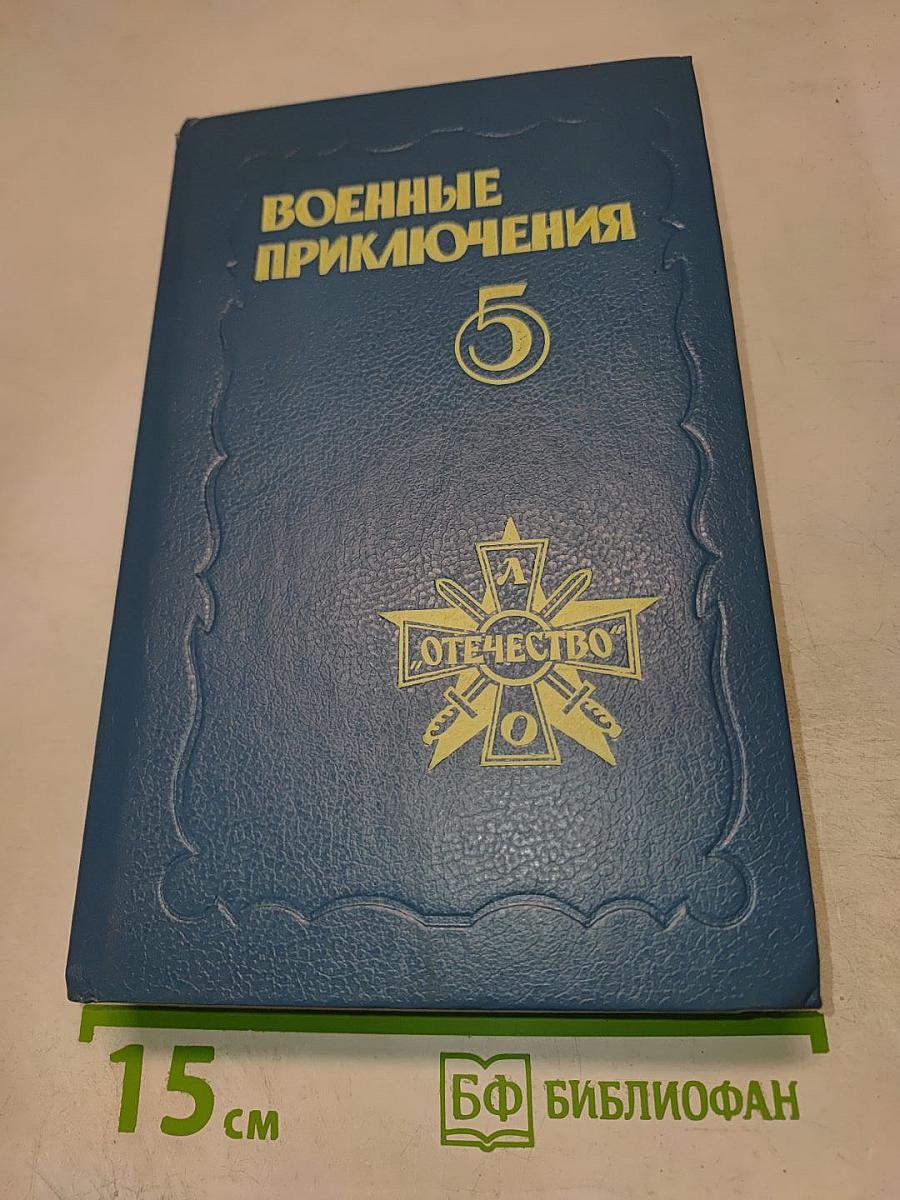 ВОЕННЫЕ
ПРИКЛЮЧЕНИЯ
5
Л
„ОТЕЧЕСТВО“
О
15 см
БФ БИБЛИОФАН